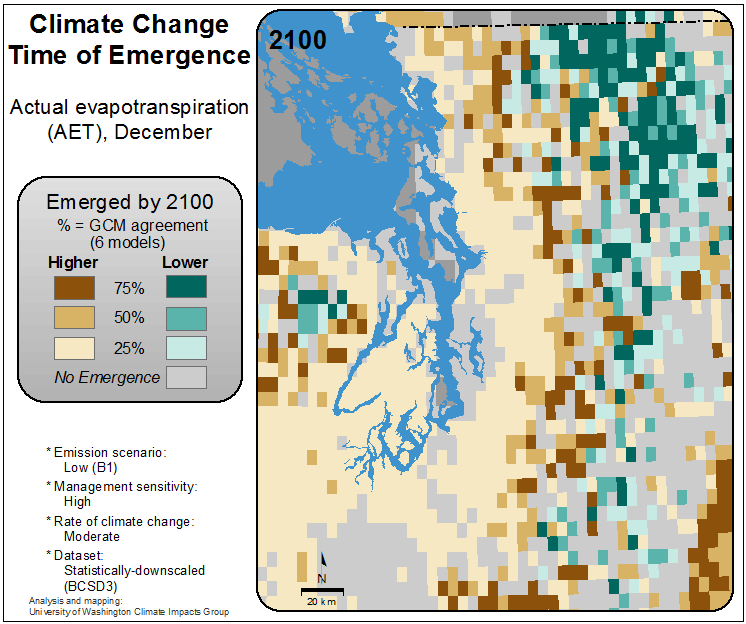 Climate Change
Time of Emergence
Actual evapotranspiration
(AET), December
Emerged by 2100
% = GCM agreement
(6 models)
Higher Lower
75%
50%
25%
No Emergence
* Emission scenario:
Low (B1)
* Management sensitivity:
High
* Rate of climate change:
Moderate
* Dataset:
Statistically-downscaled
(BCSD3)
Analysis and mapping:
University of Washington Climate Impacts Group
2100
N
20 km